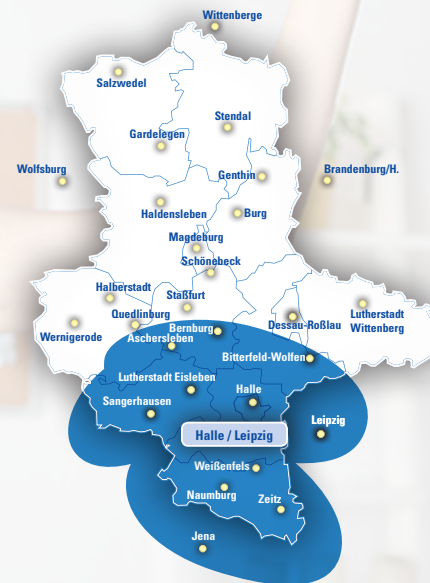 Wittenberge
Salzwedel
Stendal
Gardelegen
Wolfsburg
Genthin
Brandenburg/H.
Haldensleben
Burg
Magdeburg
Schönebeck
Halberstadt
Staßfurt
Quedlinburg
Lutherstadt
Wittenberg
Dessau-Roßlau
Bernburg
Wernigerode
Aschersleben
Bitterfeld-Wolfen
Lutherstadt Eisleben
Halle
Sangerhausen
Leipzig
Halle / Leipzig
Weißenfels
Naumburg
Zeitz
Jena